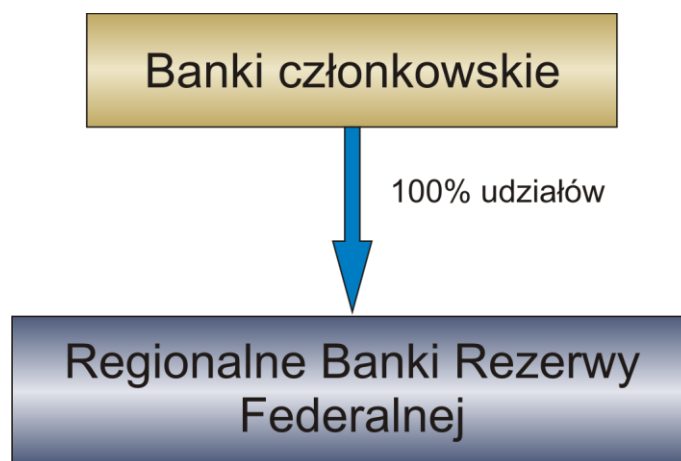 Banki członkowskie
100% udziałów
Regionalne Banki Rezerwy
Federalnej